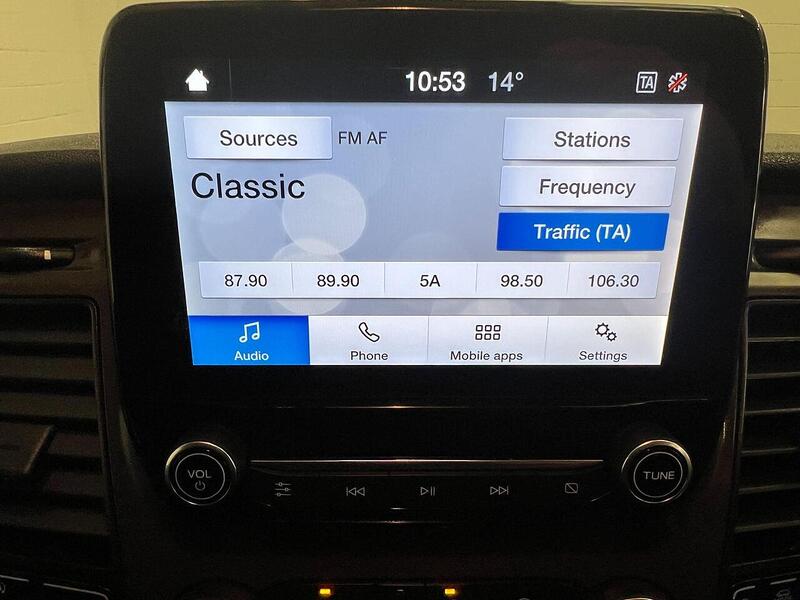 10:53 14° TA
Sources FM AF Stations
Classic Frequency
Traffic (TA)
87.90 89.90 5A 98.50 106.30
Audio Phone Mobile apps Settings
VOL TUNE